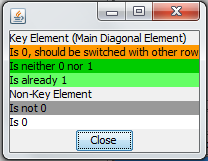 Key Element (Main Diagonal Element)
Is 0, should be switched with other row
Is neither 0 nor 1
Is already 1
Non-Key Element
Is not 0
Is 0
Close